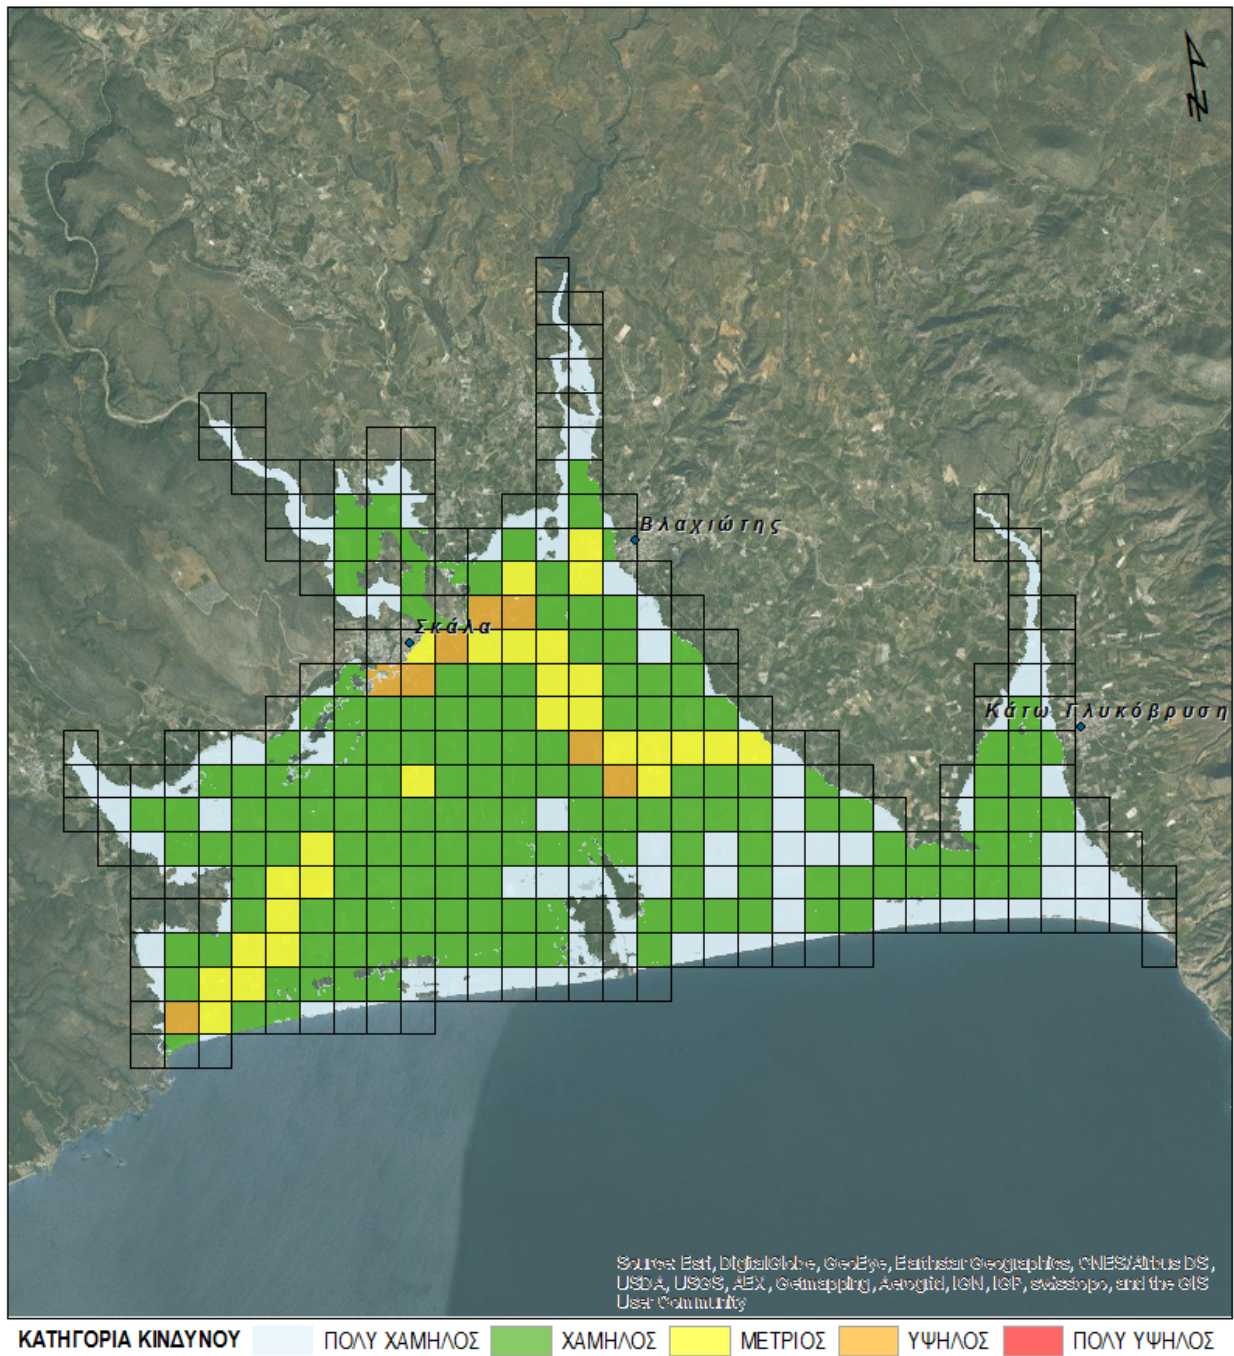 N
Βλαχιώτης
Σκάλα
Κάτω Γλυκόβρυση
Source: Esri, DigitalGlobe, GeoEye, Earthstar Geographics, CNES/Airbus DS,
USDA, USGS, AEX, Getmapping, Aerogrid, IGN, IGP, swisstopo, and the GIS
User Community
ΚΑΤΗΓΟΡΙΑ ΚΙΝΔΥΝΟΥ ΠΟΛΥ ΧΑΜΗΛΟΣ ΧΑΜΗΛΟΣ ΜΕΤΡΙΟΣ ΥΨΗΛΟΣ ΠΟΛΥ ΥΨΗΛΟΣ